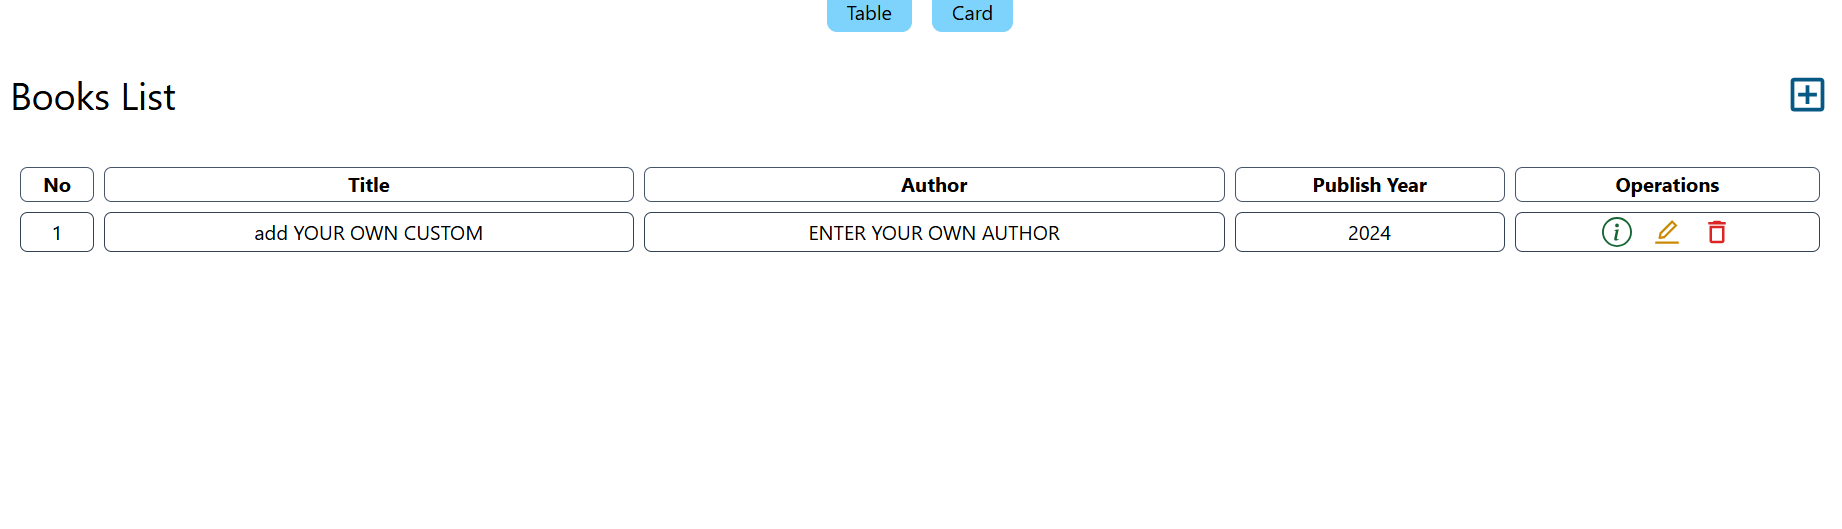 Table Card
Books List
No Title Author Publish Year Operations
1 add YOUR OWN CUSTOM ENTER YOUR OWN AUTHOR 2024